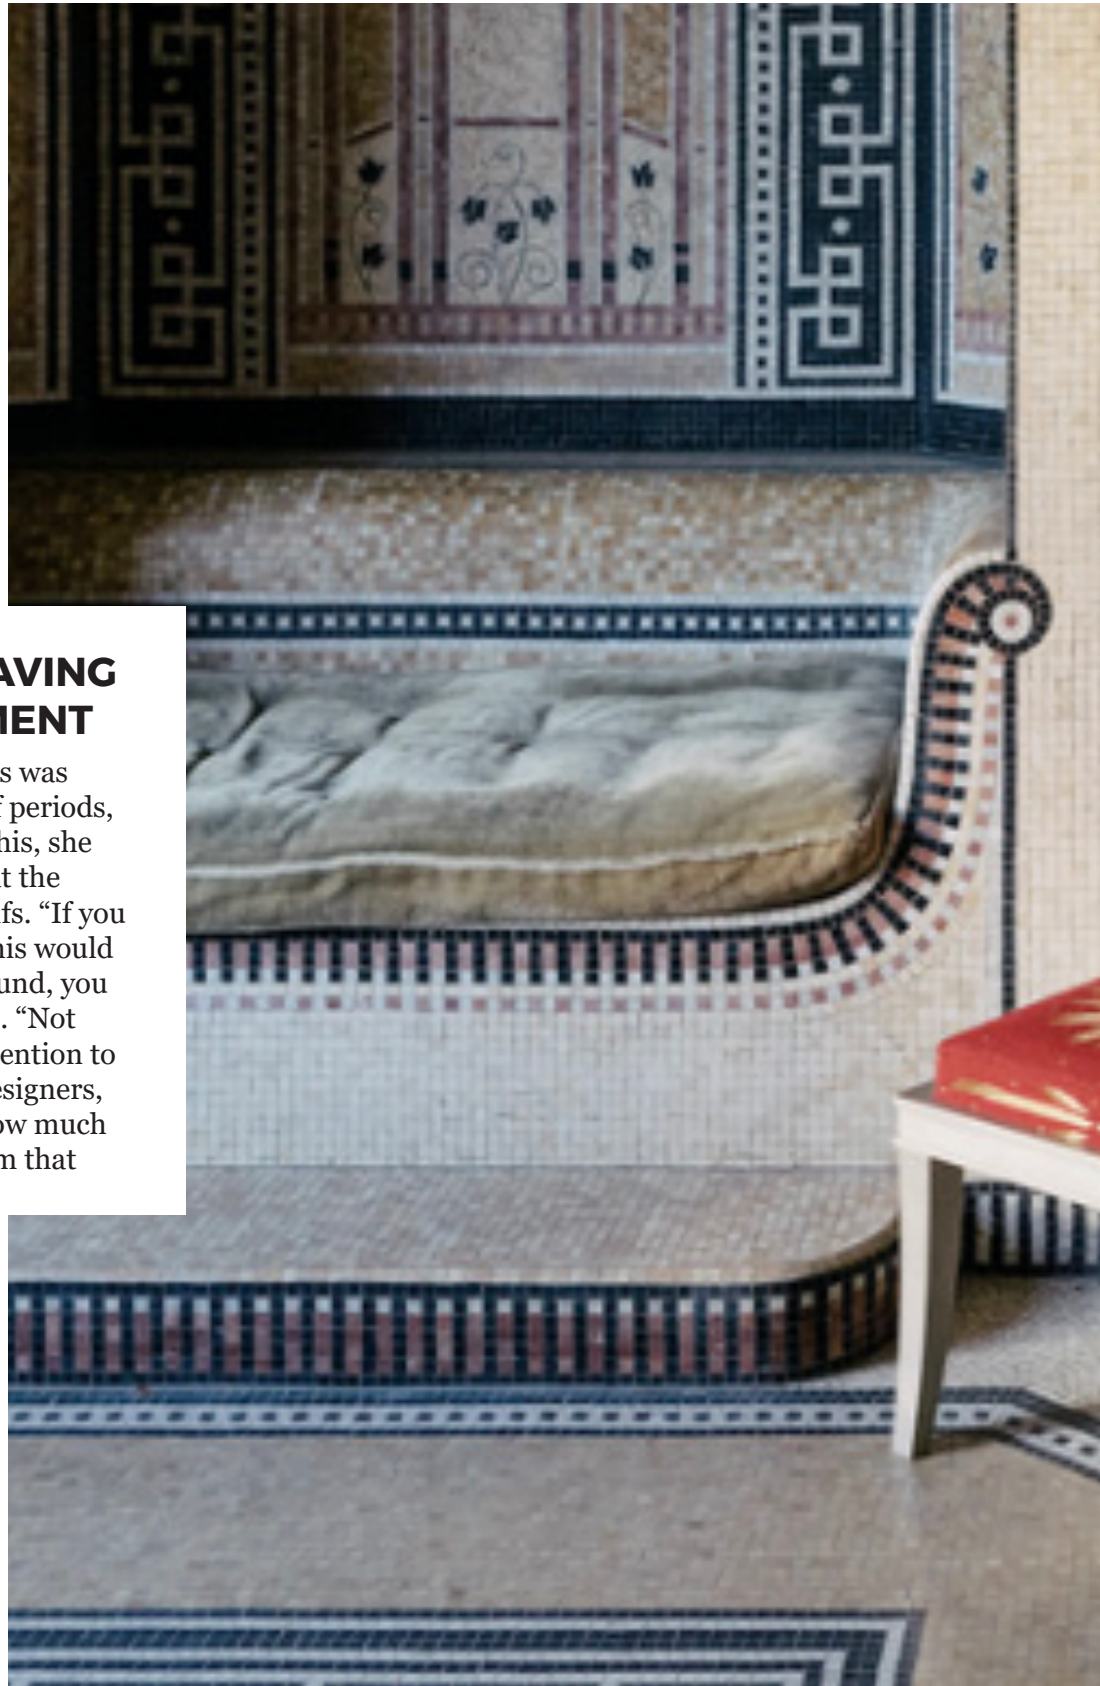 AVING
MENT
s was
f periods,
his, she
t the
fs. “If you
his would
und, you
. “Not
ention to
esigners,
ow much
m that